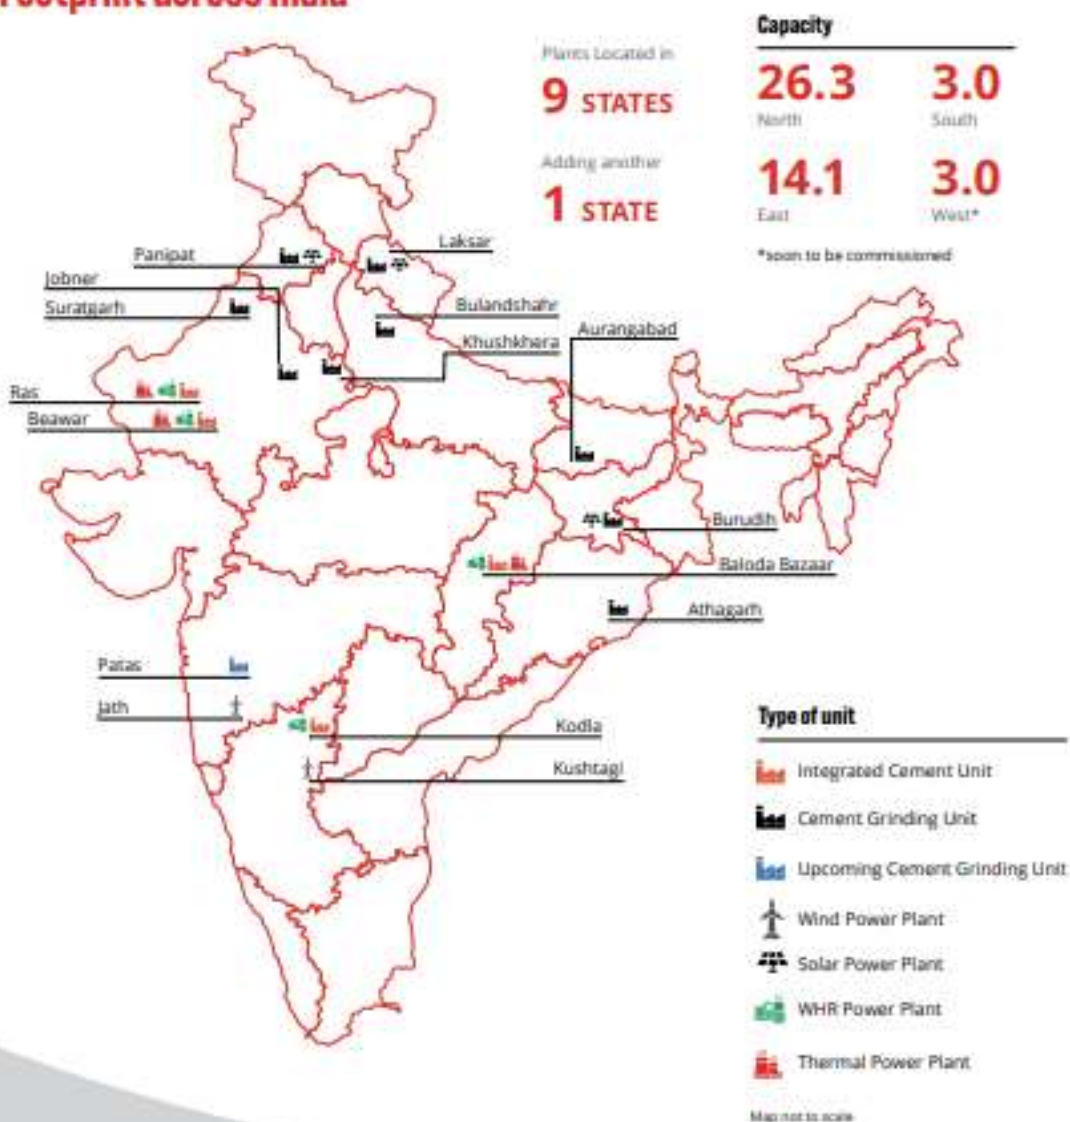 Footprint across India
Plants Located in
9 STATES
Adding another
1 STATE
Capacity
26.3
North
3.0
South
14.1
East
3.0
West*
*soon to be commissioned
Panipat
Laksar
Jobner
Suratgarh
Bulandshahr
Khushkhera
Aurangabad
Ras
Beawar
Burudih
Baloda Bazaar
Athagarh
Patas
Jath
Kodla
Kushtagi
Type of unit
Integrated Cement Unit
Cement Grinding Unit
Upcoming Cement Grinding Unit
Wind Power Plant
Solar Power Plant
WHR Power Plant
Thermal Power Plant
Map not to scale